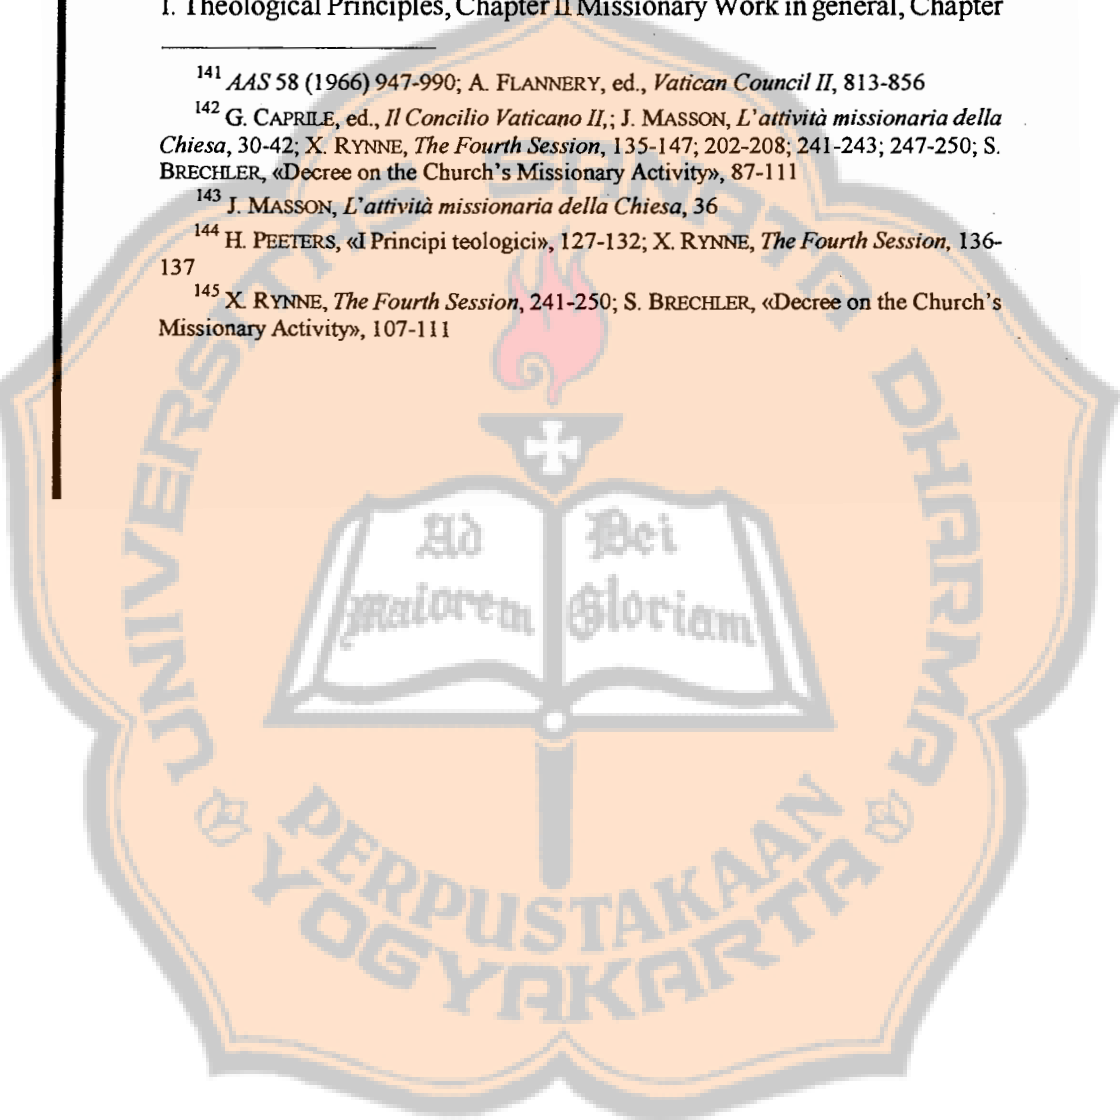 I. Theological Principles, Chapter II Missionary Work in general, Chapter
141 AAS 58 (1966) 947-990; A. FLANNERY, ed., Vatican Council II, 813-856
142 G. CAPRILE, ed., Il Concilio Vaticano II,; J. MASSON, L'attività missionaria della
Chiesa, 30-42; X. RYNNE, The Fourth Session, 135-147; 202-208; 241-243; 247-250; S.
BRECHLER, «Decree on the Church's Missionary Activity», 87-111
143 J. MASSON, L'attività missionaria della Chiesa, 36
144 H. PEETERS, «I Principi teologici», 127-132; X. RYNNE, The Fourth Session, 136-
137
145 X. RYNNE, The Fourth Session, 241-250; S. BRECHLER, «Decree on the Church's
Missionary Activity», 107-111
UNIVERSITAS SANATA DHARMA
Ad Dei
maiorem Gloriam
PERPUSTAKAAN
YOGYAKARTA